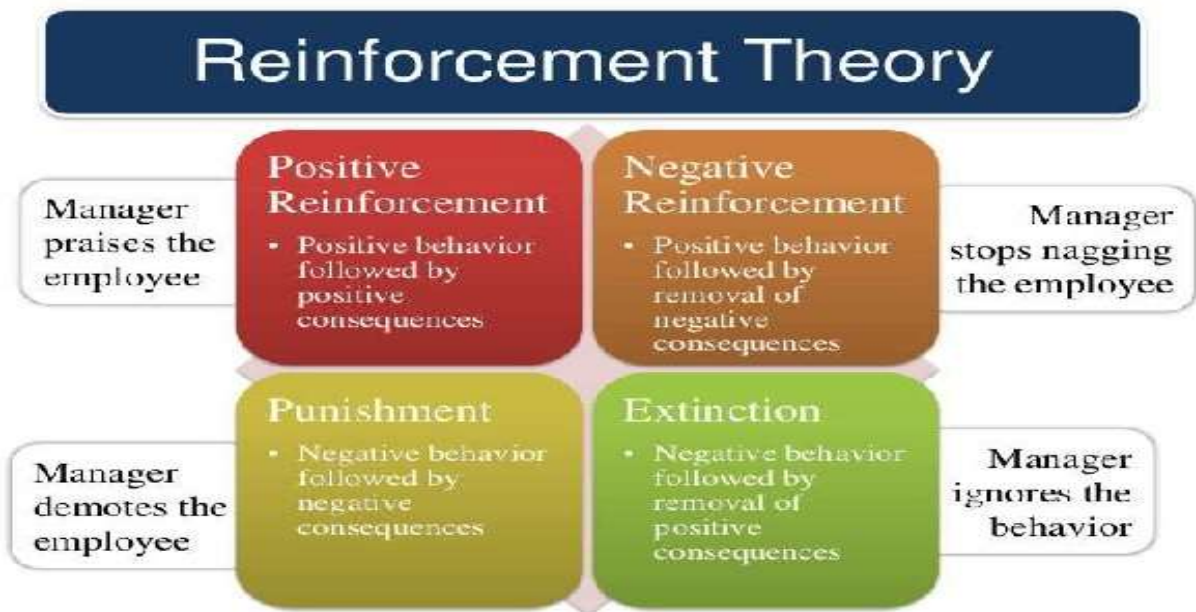 Reinforcement Theory
Manager
praises the
employee
Positive
Reinforcement
• Positive behavior
followed by
positive
consequences
Negative
Reinforcement
• Positive behavior
followed by
removal of
negative
consequences
Manager
stops nagging
the employee
Manager
demotes the
employee
Punishment
• Negative behavior
followed by
negative
consequences
Extinction
• Negative behavior
followed by
removal of
positive
consequences
Manager
ignores the
behavior